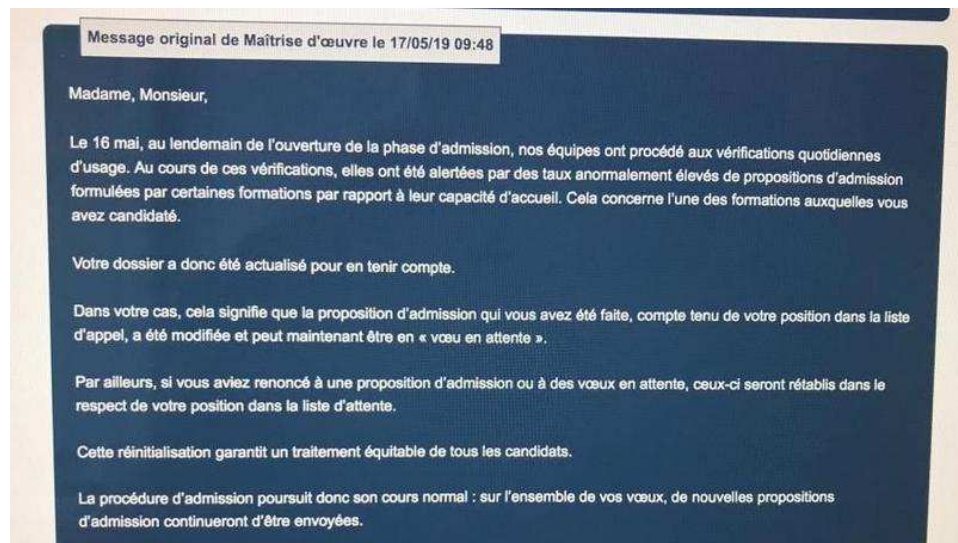 Message original de Maîtrise d'œuvre le 17/05/19 09:48
Madame, Monsieur,
Le 16 mai, au lendemain de l'ouverture de la phase d'admission, nos équipes ont procédé aux vérifications quotidiennes
d'usage. Au cours de ces vérifications, elles ont été alertées par des taux anormalement élevés de propositions d'admission
formulées par certaines formations par rapport à leur capacité d'accueil. Cela concerne l'une des formations auxquelles vous
avez candidaté.
Votre dossier a donc été actualisé pour en tenir compte.
Dans votre cas, cela signifie que la proposition d'admission qui vous avez été faite, compte tenu de votre position dans la liste
d'appel, a été modifiée et peut maintenant être en « vœu en attente ».
Par ailleurs, si vous aviez renoncé à une proposition d'admission ou à des vœux en attente, ceux-ci seront rétablis dans le
respect de votre position dans la liste d'attente.
Cette réinitialisation garantit un traitement équitable de tous les candidats.
La procédure d'admission poursuit donc son cours normal : sur l'ensemble de vos vœux, de nouvelles propositions
d'admission continueront d'être envoyées.